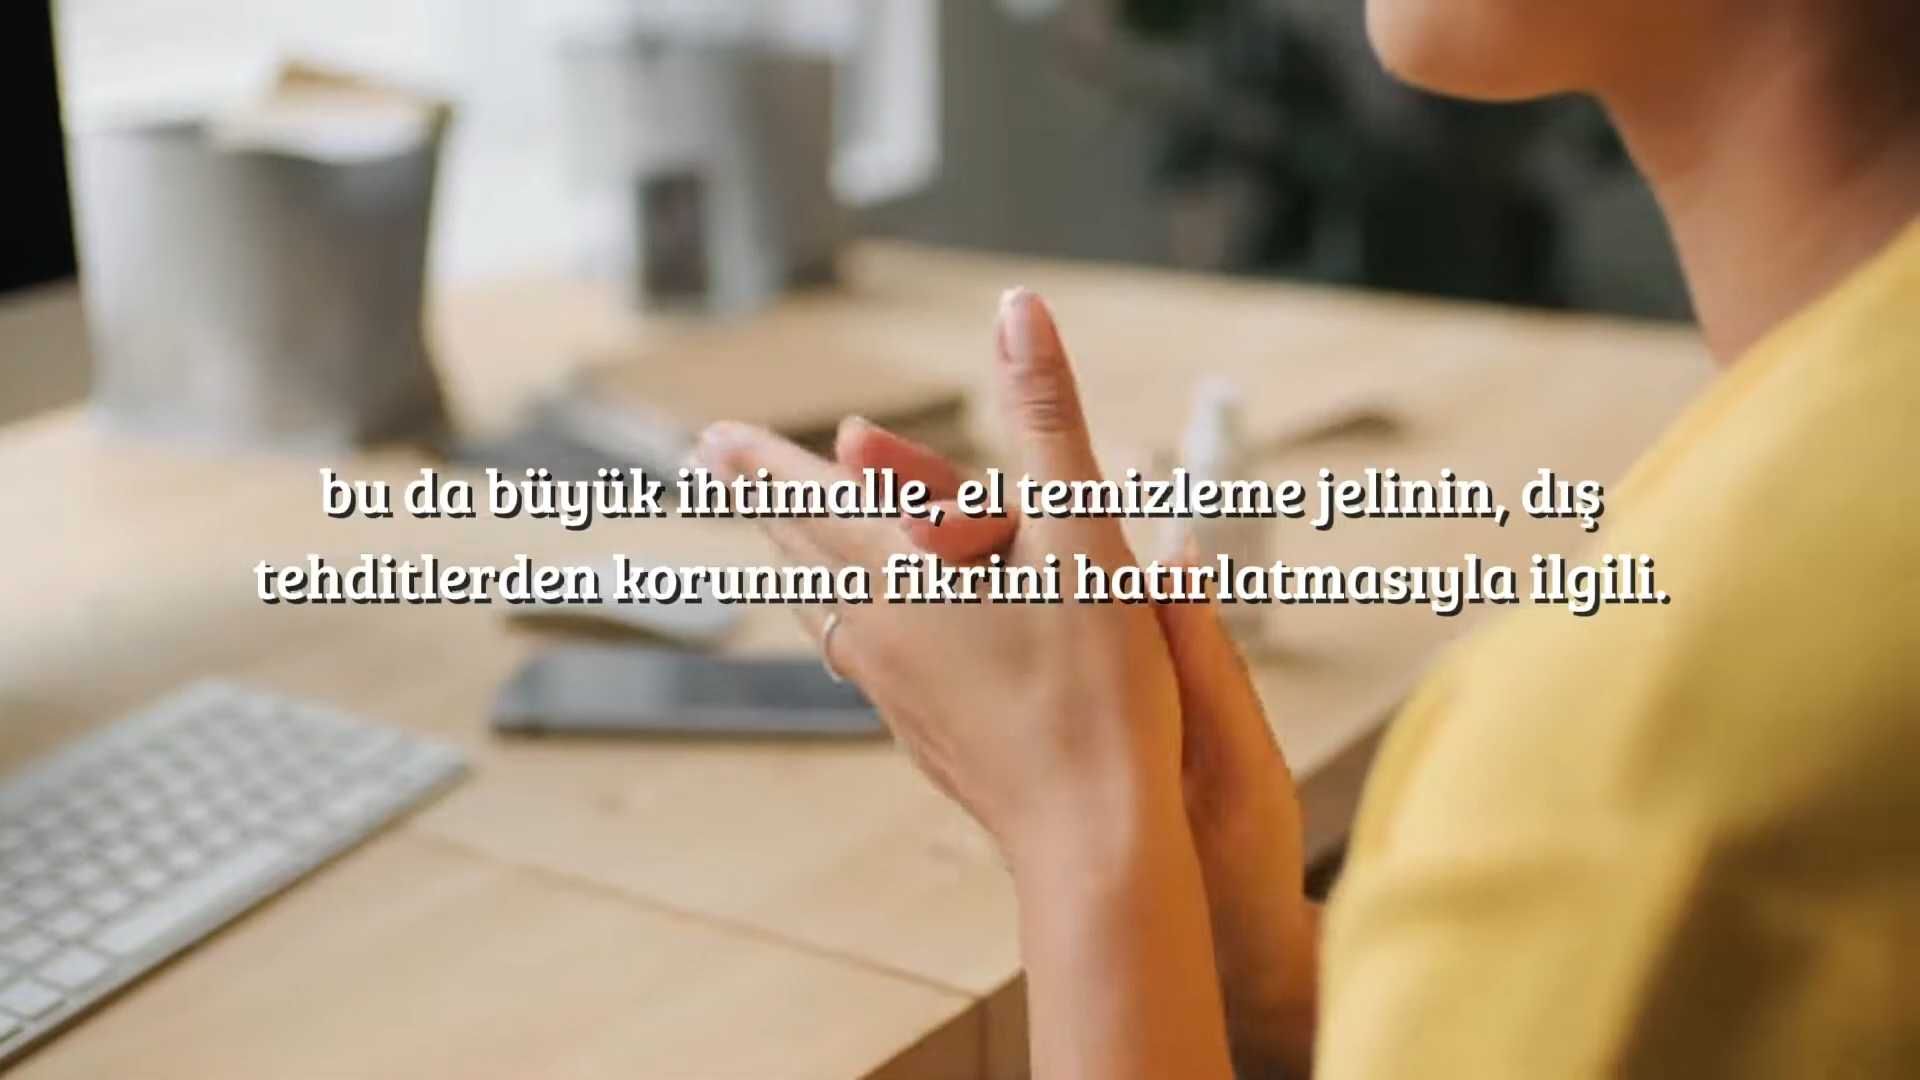 bu da büyük ihtimalle, el temizleme jelinin, dış
tehditlerden korunma fikrini hatırlatmasıyla ilgili.